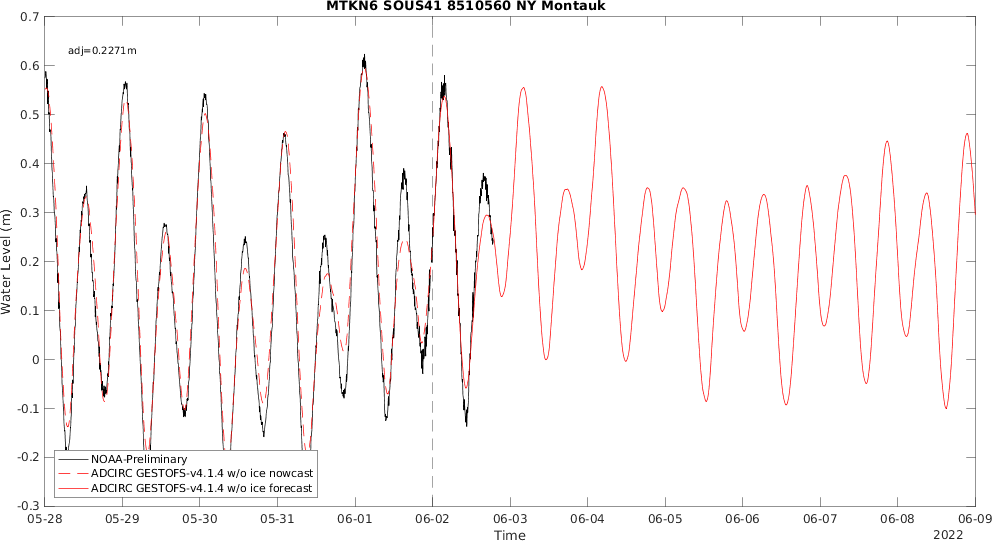 MTKN6 SOUS41 8510560 NY Montauk
adj=0.2271m
0.7
0.6
0.5
0.4
0.3
0.2
0.1
0
-0.1
-0.2
-0.3
Water Level (m)
NOAA-Preliminary
ADCIRC GESTOFS-v4.1.4 w/o ice nowcast
ADCIRC GESTOFS-v4.1.4 w/o ice forecast
05-28 05-29 05-30 05-31 06-01 06-02 06-03 06-04 06-05 06-06 06-07 06-08 06-09
Time
2022